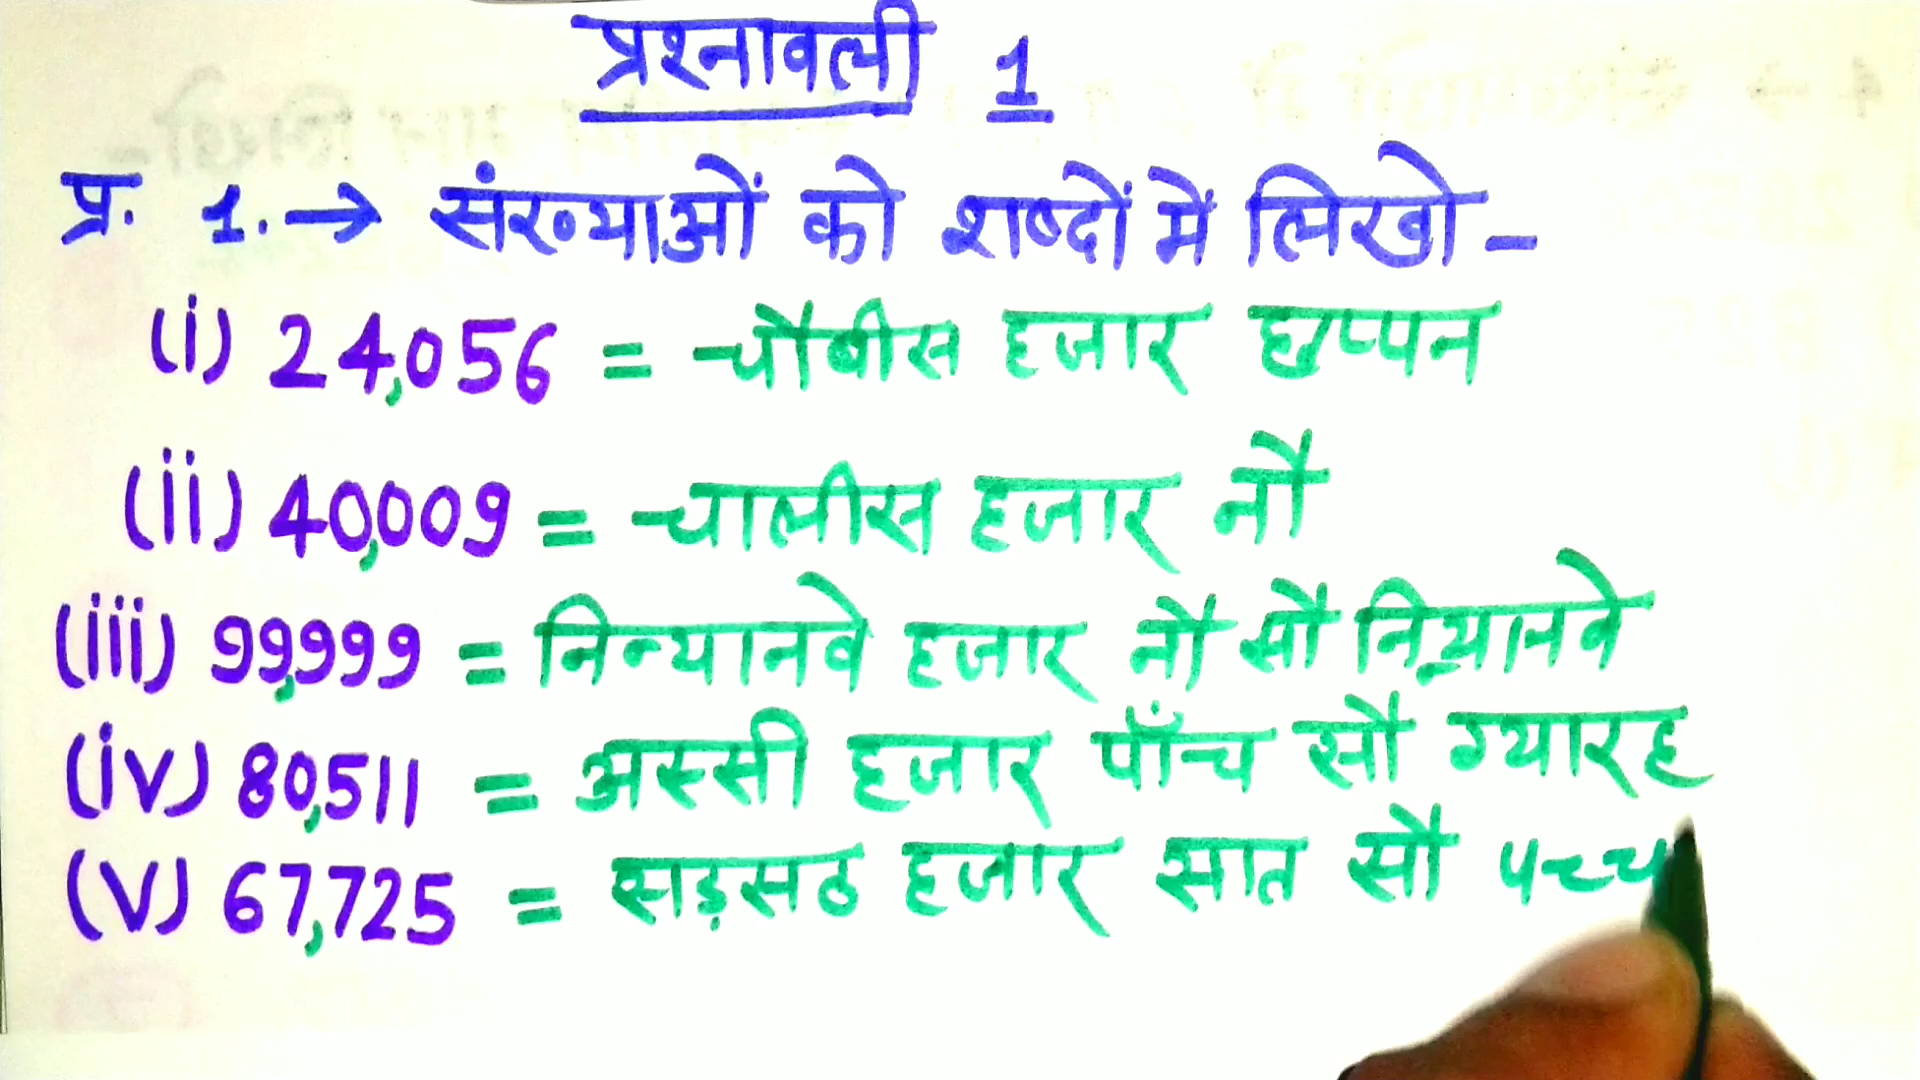 प्रश्नावली 1
प्र. 1. → संख्याओं को शब्दों में लिखो -
(i) 24,056 = चौबीस हजार छप्पन
(ii) 40,009 = चालीस हजार नौ
(iii) 99,999 = निन्यानवे हजार नौ सौ निन्यानवे
(iv) 80,511 = अस्सी हजार पाँच सौ ग्यारह
(v) 67,725 = सड़सठ हजार सात सौ पच्च